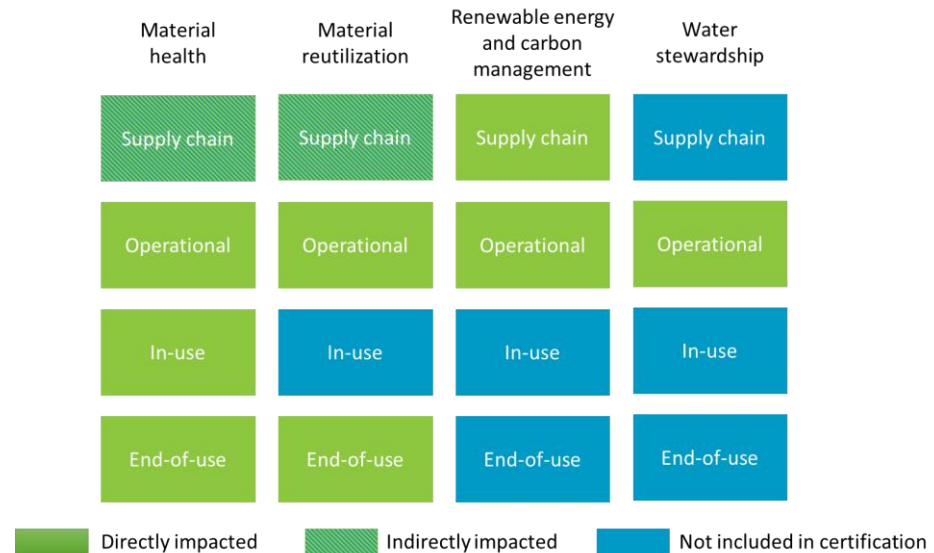 Material
health
Material
reutilization
Renewable energy
and carbon
management
Water
stewardship
Supply chain
Supply chain
Supply chain
Supply chain
Operational
Operational
Operational
Operational
In-use
In-use
In-use
In-use
End-of-use
End-of-use
End-of-use
End-of-use
Directly impacted
Indirectly impacted
Not included in certification